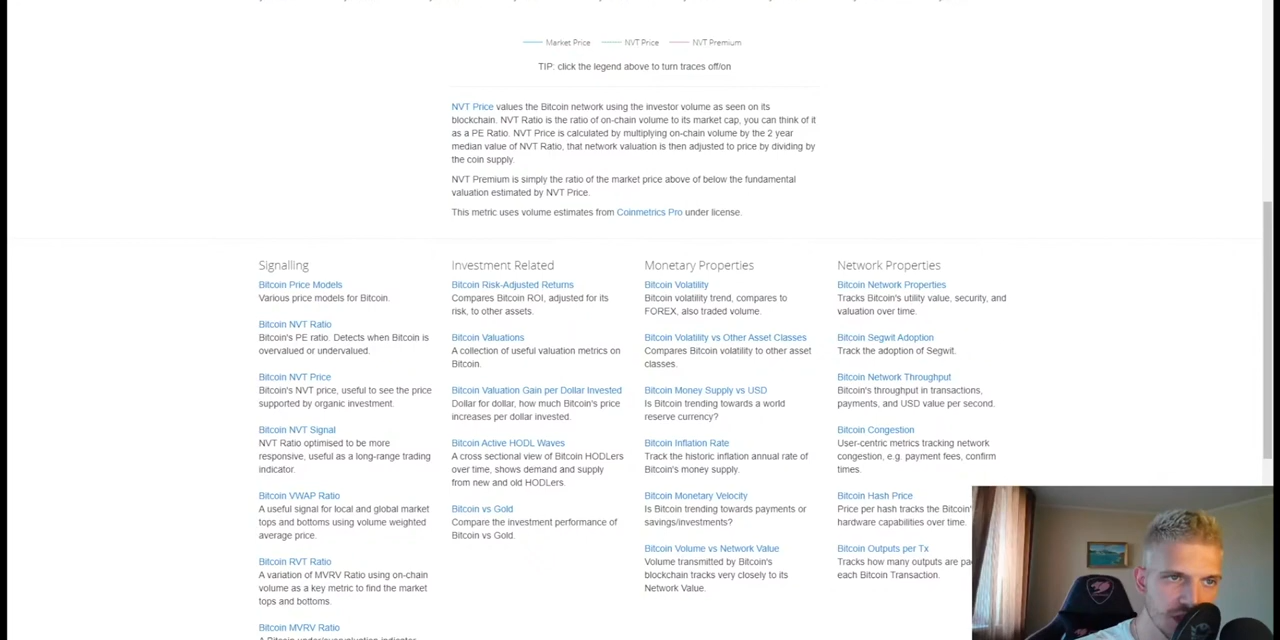 Market Price NVT Price NVT Premium
TIP: click the legend above to turn traces off/on
NVT Price values the Bitcoin network using the investor volume as seen on its
blockchain. NVT Ratio is the ratio of on-chain volume to its market cap, you can think of it
as a PE Ratio. NVT Price is calculated by multiplying on-chain volume by the 2 year
median value of NVT Ratio, that network valuation is then adjusted to price by dividing by
the coin supply.
NVT Premium is simply the ratio of the market price above of below the fundamental
valuation estimated by NVT Price.
This metric uses volume estimates from Coinmetrics Pro under license.
Signalling
Bitcoin Price Models
Various price models for Bitcoin.
Bitcoin NVT Ratio
Bitcoin's PE ratio. Detects when Bitcoin is
overvalued or undervalued.
Bitcoin NVT Price
Bitcoin's NVT price, useful to see the price
supported by organic investment.
Bitcoin NVT Signal
NVT Ratio optimised to be more
responsive, useful as a long-range trading
indicator.
Bitcoin VWAP Ratio
A useful signal for local and global market
tops and bottoms using volume weighted
average price.
Bitcoin RVT Ratio
A variation of MVRV Ratio using on-chain
volume as a key metric to find the market
tops and bottoms.
Bitcoin MVRV Ratio
Investment Related
Bitcoin Risk-Adjusted Returns
Compares Bitcoin ROI, adjusted for its
risk, to other assets.
Bitcoin Valuations
A collection of useful valuation metrics on
Bitcoin.
Bitcoin Valuation Gain per Dollar Invested
Dollar for dollar, how much Bitcoin's price
increases per dollar invested.
Bitcoin Active HODL Waves
A cross sectional view of Bitcoin HODLers
over time, shows demand and supply
from new and old HODLers.
Bitcoin vs Gold
Compare the investment performance of
Bitcoin vs Gold.
Monetary Properties
Bitcoin Volatility
Bitcoin volatility trend, compares to
FOREX, also traded volume.
Bitcoin Volatility vs Other Asset Classes
Compares Bitcoin volatility to other asset
classes.
Bitcoin Money Supply vs USD
Is Bitcoin trending towards a world
reserve currency?
Bitcoin Inflation Rate
Track the historic inflation annual rate of
Bitcoin's money supply.
Bitcoin Monetary Velocity
Is Bitcoin trending towards payments or
savings/investments?
Bitcoin Volume vs Network Value
Volume transmitted by Bitcoin's
blockchain tracks very closely to its
Network Value.
Network Properties
Bitcoin Network Properties
Tracks Bitcoin's utility value, security, and
valuation over time.
Bitcoin Segwit Adoption
Track the adoption of Segwit.
Bitcoin Network Throughput
Bitcoin's throughput in transactions,
payments, and USD value per second.
Bitcoin Congestion
User-centric metrics tracking network
congestion, e.g. payment fees, confirm
times.
Bitcoin Hash Price
Price per hash tracks the Bitcoin'
hardware capabilities over time.
Bitcoin Outputs per Tx
Tracks how many outputs are pa
each Bitcoin Transaction.